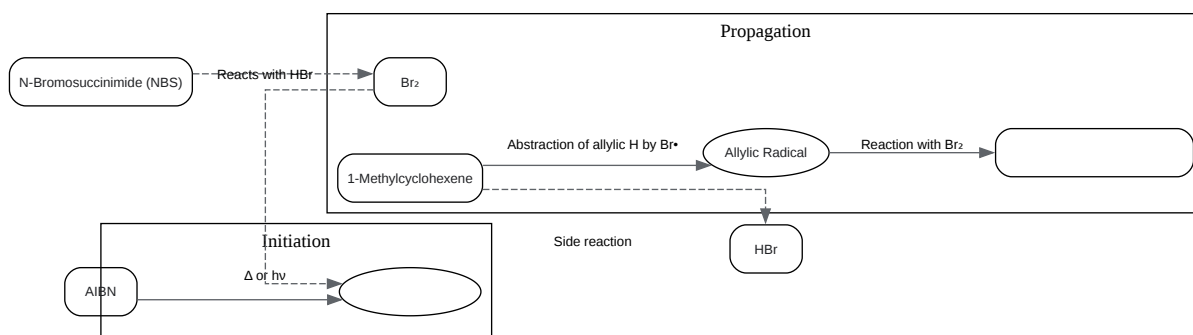 Propagation
N-Bromosuccinimide (NBS)
Reacts with HBr
Br₂
Abstraction of allylic H by Br•
Allylic Radical
Reaction with Br₂
1-Methylcyclohexene
Initiation
Side reaction
HBr
Δ or hν
AIBN